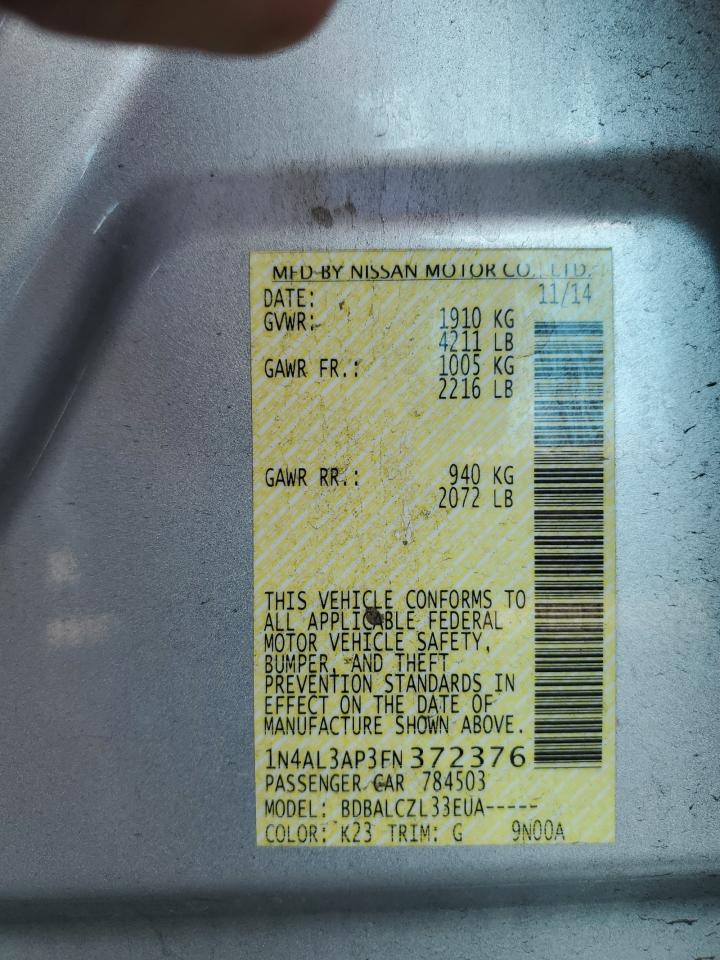 MFD BY NISSAN MOTOR CO., LTD.
DATE: 11/14
GVWR: 1910 KG
4211 LB
GAWR FR.: 1005 KG
2216 LB
GAWR RR.: 940 KG
2072 LB
THIS VEHICLE CONFORMS TO
ALL APPLICABLE FEDERAL
MOTOR VEHICLE SAFETY,
BUMPER, AND THEFT
PREVENTION STANDARDS IN
EFFECT ON THE DATE OF
MANUFACTURE SHOWN ABOVE.
1N4AL3AP3FN372376
PASSENGER CAR 784503
MODEL: BDBALCZL33EUA-----
COLOR: K23 TRIM: G 9N00A